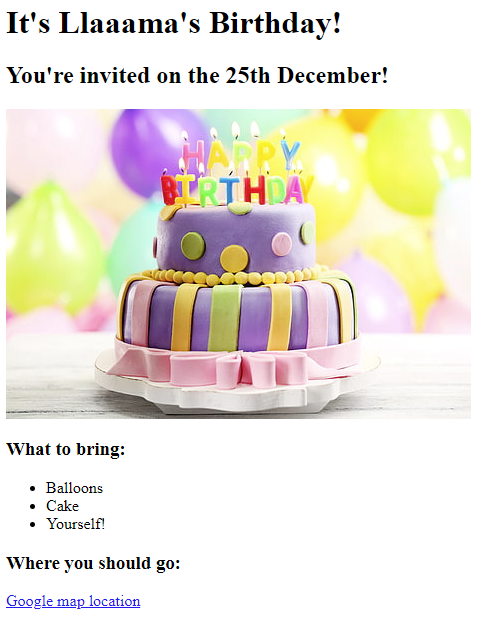 It's Llaaama's Birthday!
You're invited on the 25th December!
HAPPY
BIRTHDAY
What to bring:
Balloons
Cake
Yourself!
Where you should go:
Google map location